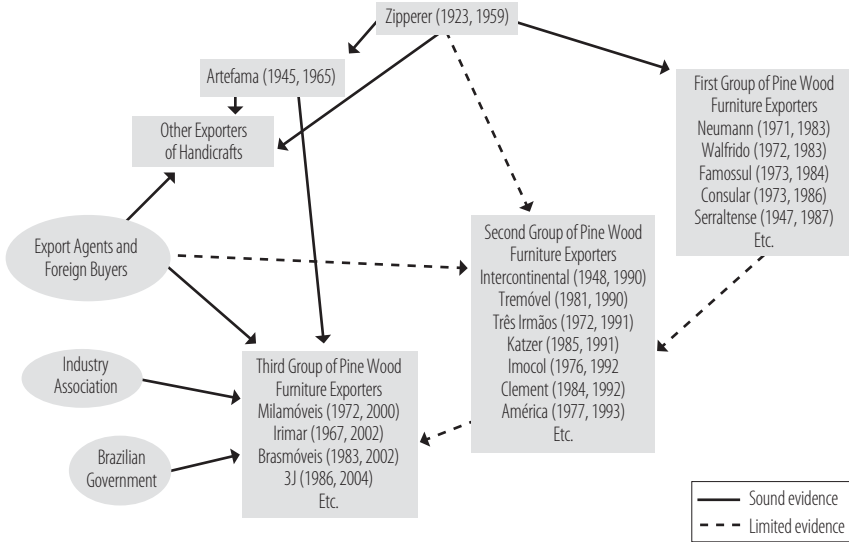 Zipperer (1923, 1959)
Artefama (1945, 1965)
Other Exporters
of Handicrafts
First Group of Pine Wood
Furniture Exporters
Neumann (1971, 1983)
Walfrido (1972, 1983)
Famossul (1973, 1984)
Consular (1973, 1986)
Serraltense (1947, 1987)
Etc.
Export Agents and
Foreign Buyers
Second Group of Pine Wood
Furniture Exporters
Intercontinental (1948, 1990)
Tremóvel (1981, 1990)
Três Irmãos (1972, 1991)
Katzer (1985, 1991)
Imocol (1976, 1992
Clement (1984, 1992)
América (1977, 1993)
Etc.
Industry
Association
Third Group of Pine Wood
Furniture Exporters
Milamóveis (1972, 2000)
Irimar (1967, 2002)
Brasmóveis (1983, 2002)
3J (1986, 2004)
Etc.
Brazilian
Government
Sound evidence
Limited evidence